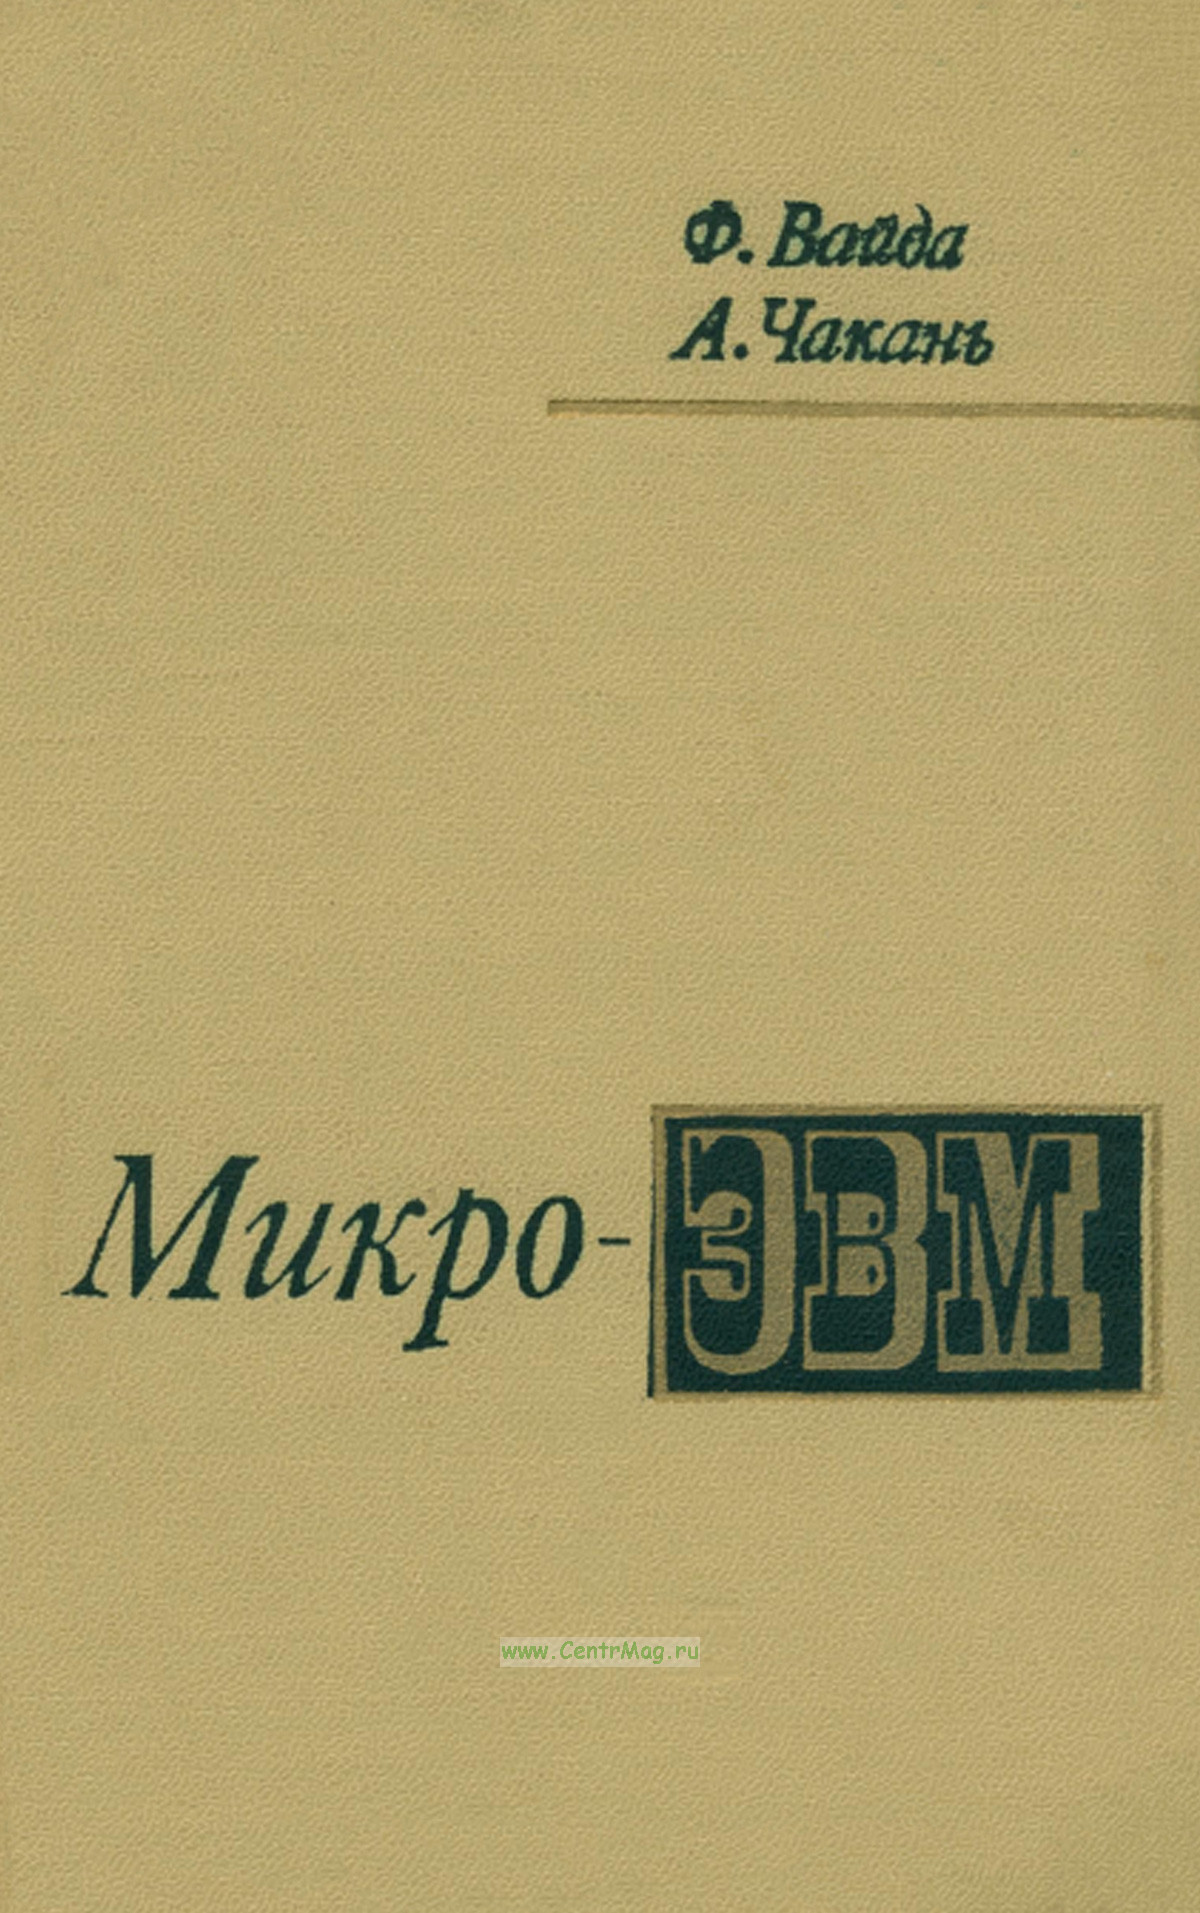 Ф. Вайда
А. Чакань
Микро-ЭВМ
www.CentrMag.ru